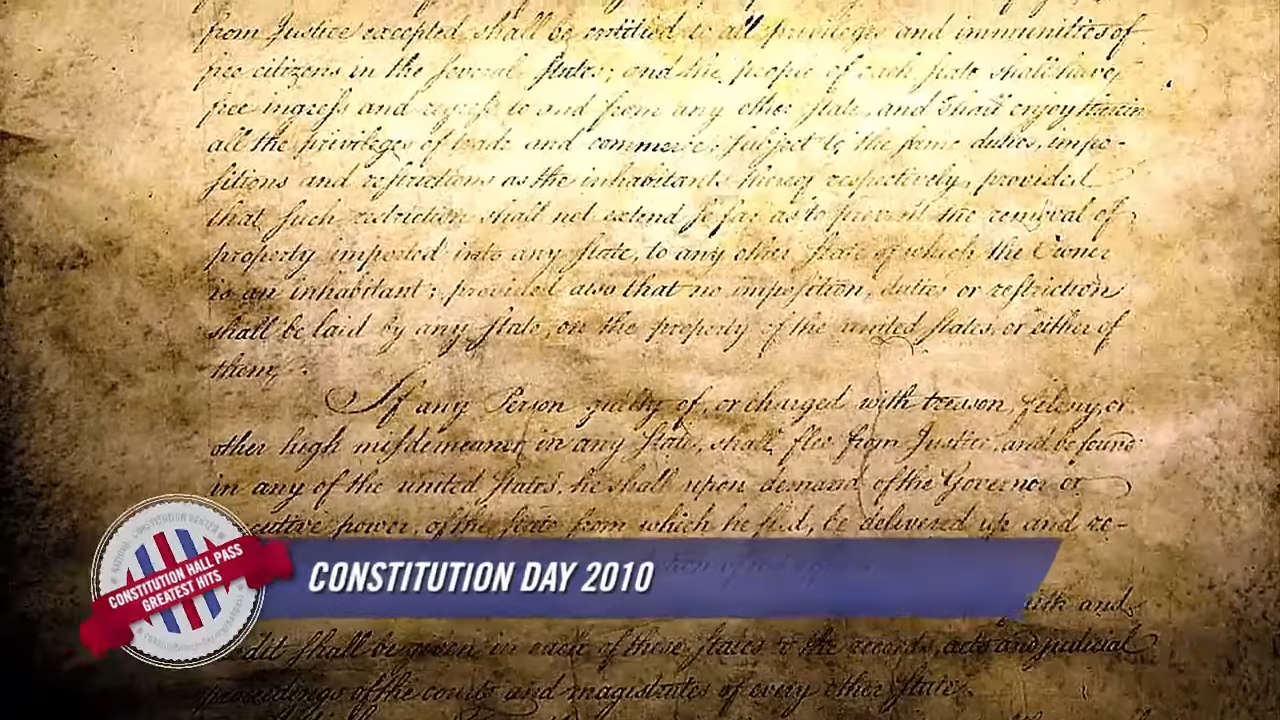 from Justice excepted shall be entitled to all privileges and immunities of
free citizens in the several States; and the people of each state shall have
free ingress and regress to and from any other state, and shall enjoy therein
all the privileges of trade and commerce, subject to the same duties, impo-
sitions and restrictions as the inhabitants thereof respectively, provided
that such restriction shall not extend so far as to prevent the removal of
property imported into any state, to any other state of which the Owner
is an inhabitant; provided also that no imposition, duties or restriction
shall be laid by any state, on the property of the united states, or either of
them.
If any Person guilty of, or charged with treason, felony, or
other high misdemeanor in any state, shall flee from Justice, and be found
in any of the united States, he shall upon demand of the Governor or
executive power, of the state from which he fled, be delivered up and re-
CONSTITUTION HALL PASS
GREATEST HITS
CONSTITUTION DAY 2010
and
credit shall be given in each of these states to the records, acts and judicial
proceedings of the courts and magistrates of every other State.